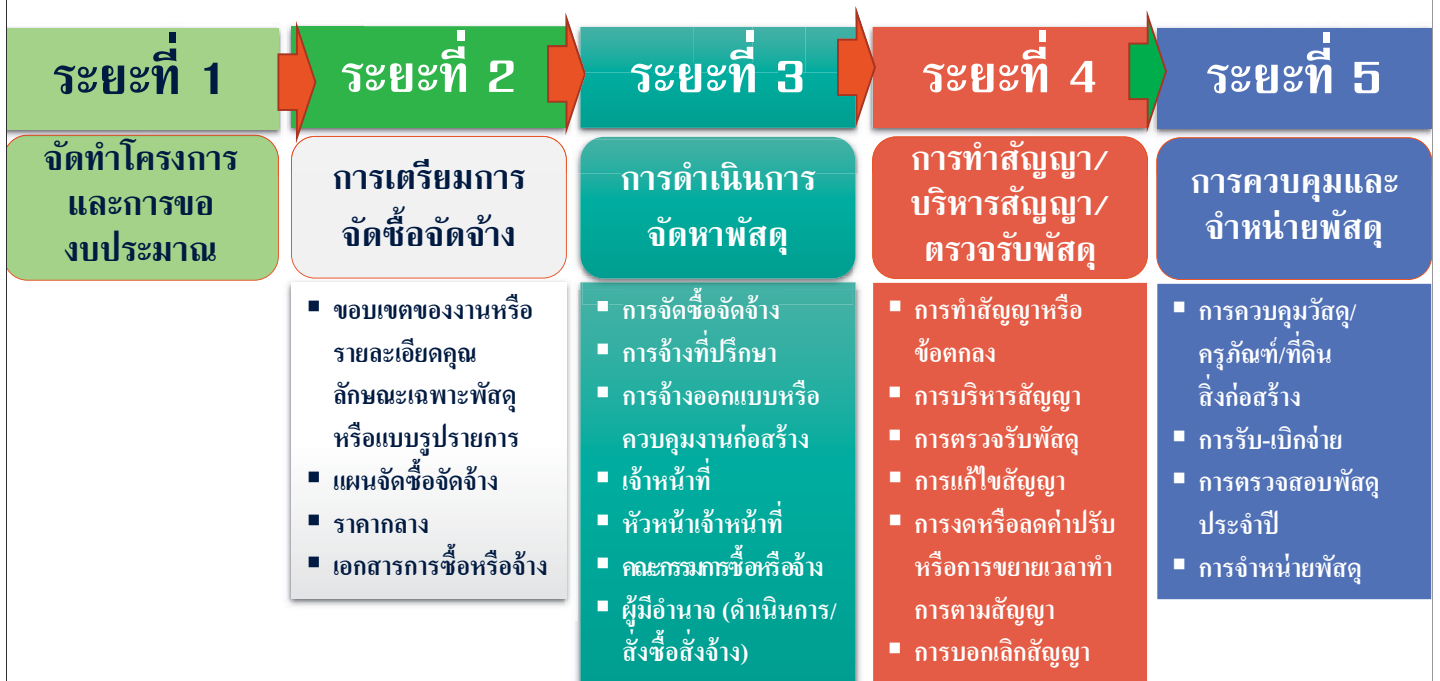 ระยะที่ 1
จัดทำโครงการ
และการขอ
งบประมาณ
ระยะที่ 2
การเตรียมการ
จัดซื้อจัดจ้าง
▪ ขอบเขตของงานหรือ
รายละเอียดคุณ
ลักษณะเฉพาะพัสดุ
หรือแบบรูปรายการ
▪ แผนจัดซื้อจัดจ้าง
▪ ราคากลาง
▪ เอกสารการซื้อหรือจ้าง
ระยะที่ 3
การดำเนินการ
จัดหาพัสดุ
▪ การจัดซื้อจัดจ้าง
▪ การจ้างที่ปรึกษา
▪ การจ้างออกแบบหรือ
ควบคุมงานก่อสร้าง
▪ เจ้าหน้าที่
▪ หัวหน้าเจ้าหน้าที่
▪ คณะกรรมการซื้อหรือจ้าง
▪ ผู้มีอำนาจ (ดำเนินการ/
สั่งซื้อสั่งจ้าง)
ระยะที่ 4
การทำสัญญา/
บริหารสัญญา/
ตรวจรับพัสดุ
▪ การทำสัญญาหรือ
ข้อตกลง
▪ การบริหารสัญญา
▪ การตรวจรับพัสดุ
▪ การแก้ไขสัญญา
▪ การงดหรือลดค่าปรับ
หรือการขยายเวลาทำ
การตามสัญญา
▪ การบอกเลิกสัญญา
ระยะที่ 5
การควบคุมและ
จำหน่ายพัสดุ
▪ การควบคุมวัสดุ/
ครุภัณฑ์/ที่ดิน
สิ่งก่อสร้าง
▪ การรับ-เบิกจ่าย
▪ การตรวจสอบพัสดุ
ประจำปี
▪ การจำหน่ายพัสดุ